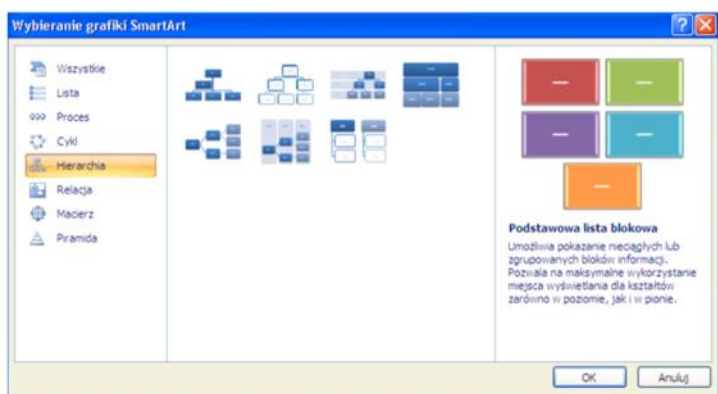 Wybieranie grafiki SmartArt
Wszystkie
Lista
Proces
Cykl
Hierarchia
Relacja
Macierz
Piramida
Podstawowa lista blokowa
Umożliwia pokazanie nieciągłych lub
zgrupowanych bloków informacji.
Pozwala na maksymalne wykorzystanie
miejsca wyświetlania dla kształtów
zarówno w poziomie, jak i w pionie.
OK
Anuluj